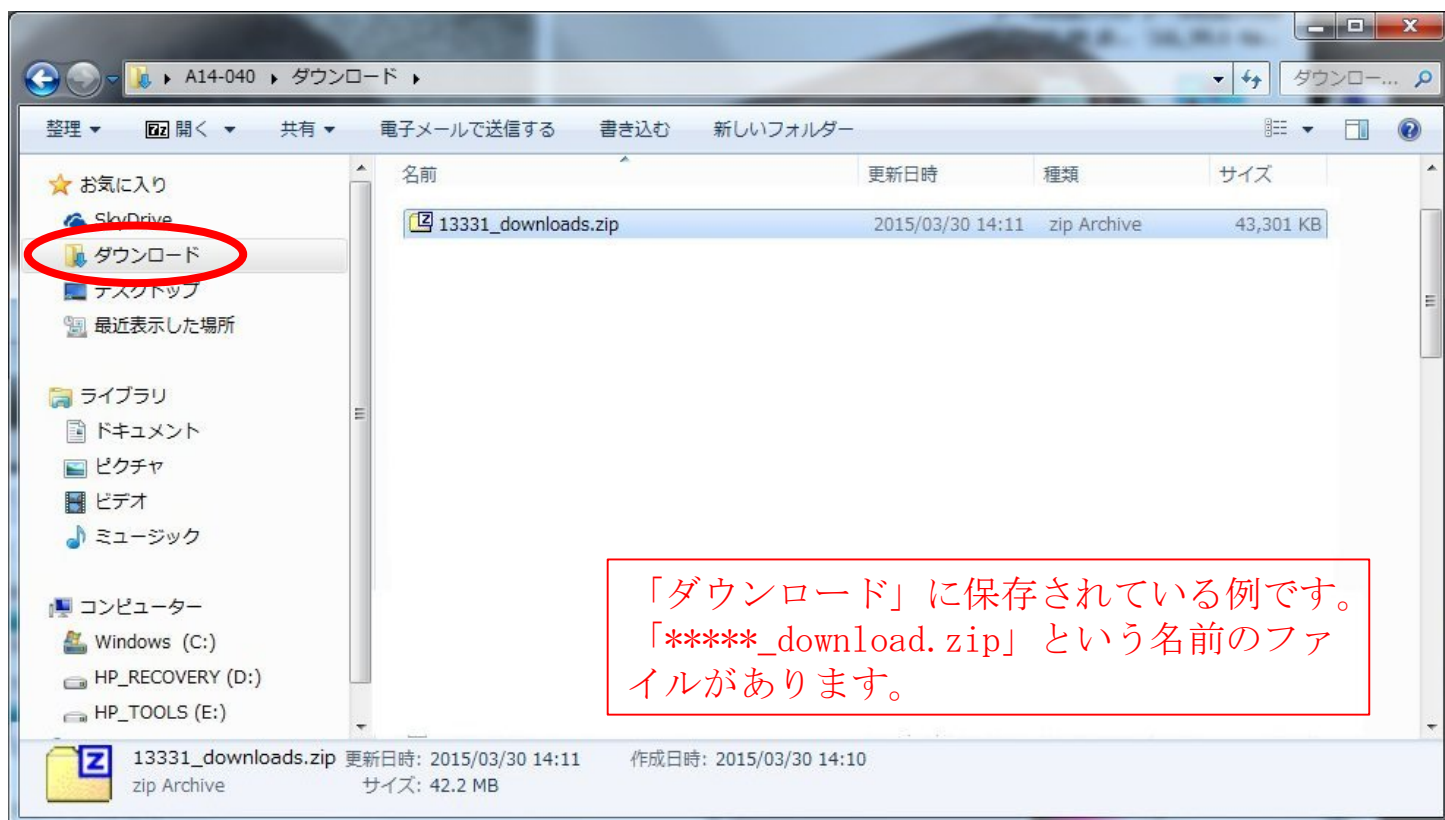 A14-040 ダウンロード
ダウンロー...
整理 開く 共有 電子メールで送信する 書き込む 新しいフォルダー
お気に入り
SkyDrive
ダウンロード
デスクトップ
最近表示した場所
ライブラリ
ドキュメント
ピクチャ
ビデオ
ミュージック
コンピューター
Windows (C:)
HP_RECOVERY (D:)
HP_TOOLS (E:)
名前 更新日時 種類 サイズ
13331_downloads.zip 2015/03/30 14:11 zip Archive 43,301 KB
「ダウンロード」に保存されている例です。
「*****_download.zip」という名前のファ
イルがあります。
13331_downloads.zip 更新日時: 2015/03/30 14:11 作成日時: 2015/03/30 14:10
zip Archive サイズ: 42.2 MB